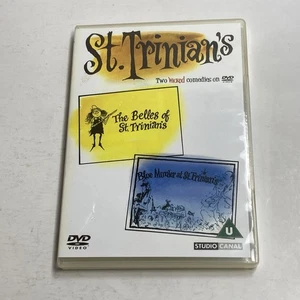 St. Trinian's
Two Wicked comedies on DVD
The Belles of
St. Trinian's
Blue Murder at St. Trinian's
DVD
VIDEO
U
STUDIO CANAL